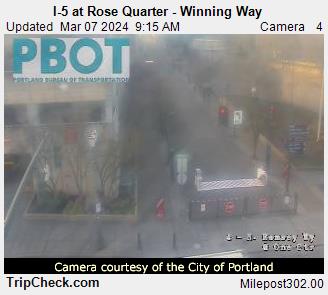 I-5 at Rose Quarter - Winning Way
Updated Mar 07 2024 9:15 AM Camera 4
PBOT
PORTLAND BUREAU OF TRANSPORTATION
Camera courtesy of the City of Portland
TripCheck.com Milepost302.00